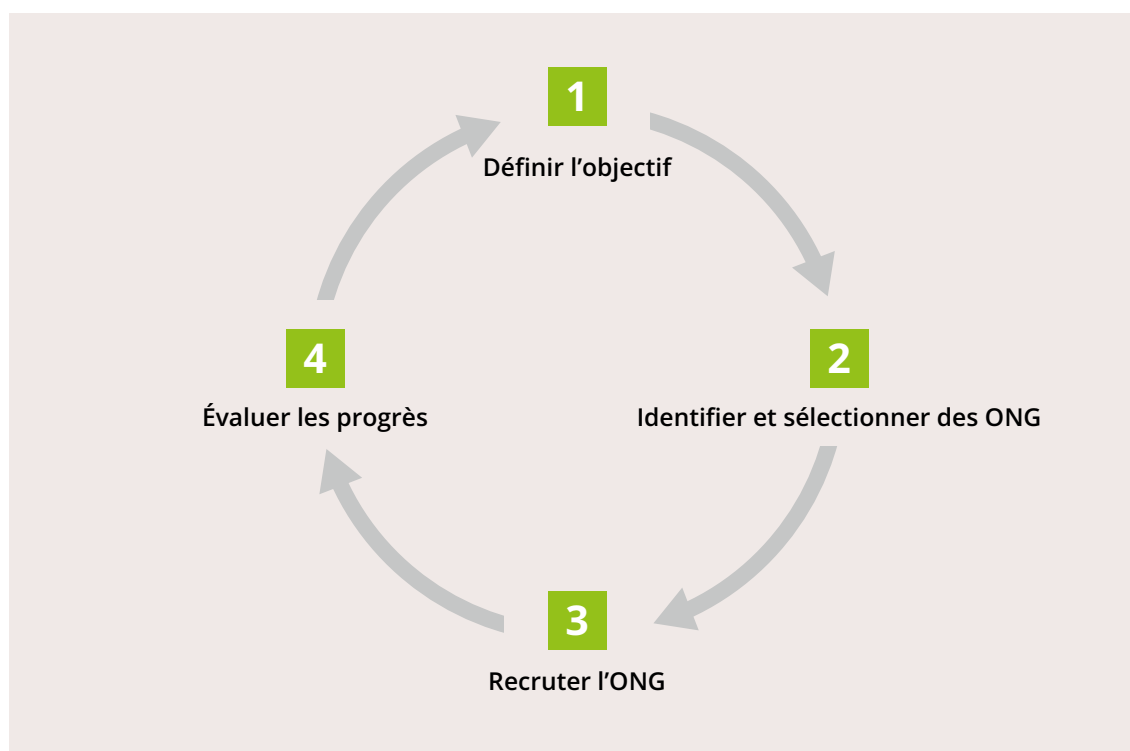 1
Définir l’objectif
2
Identifier et sélectionner des ONG
3
Recruter l’ONG
4
Évaluer les progrès